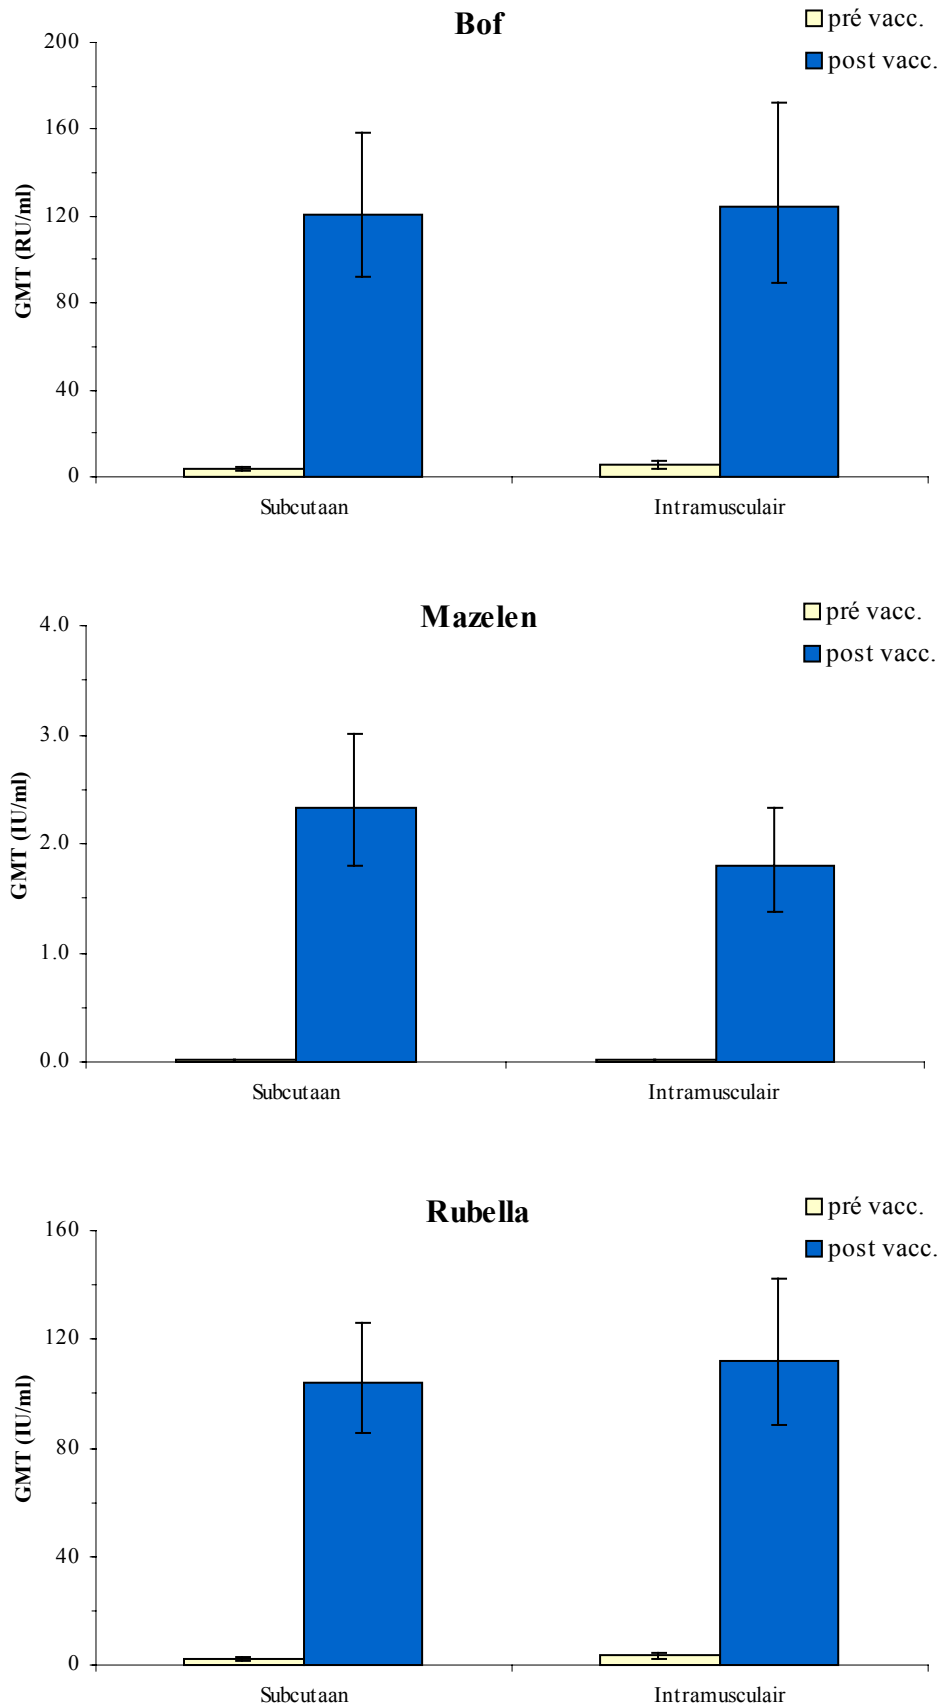 Bof
pré vacc.
post vacc.
GMT (RU/ml)
200
160
120
80
40
0
Subcutaan
Intramusculair
Mazelen
pré vacc.
post vacc.
GMT (IU/ml)
4.0
3.0
2.0
1.0
0.0
Subcutaan
Intramusculair
Rubella
pré vacc.
post vacc.
GMT (IU/ml)
160
120
80
40
0
Subcutaan
Intramusculair